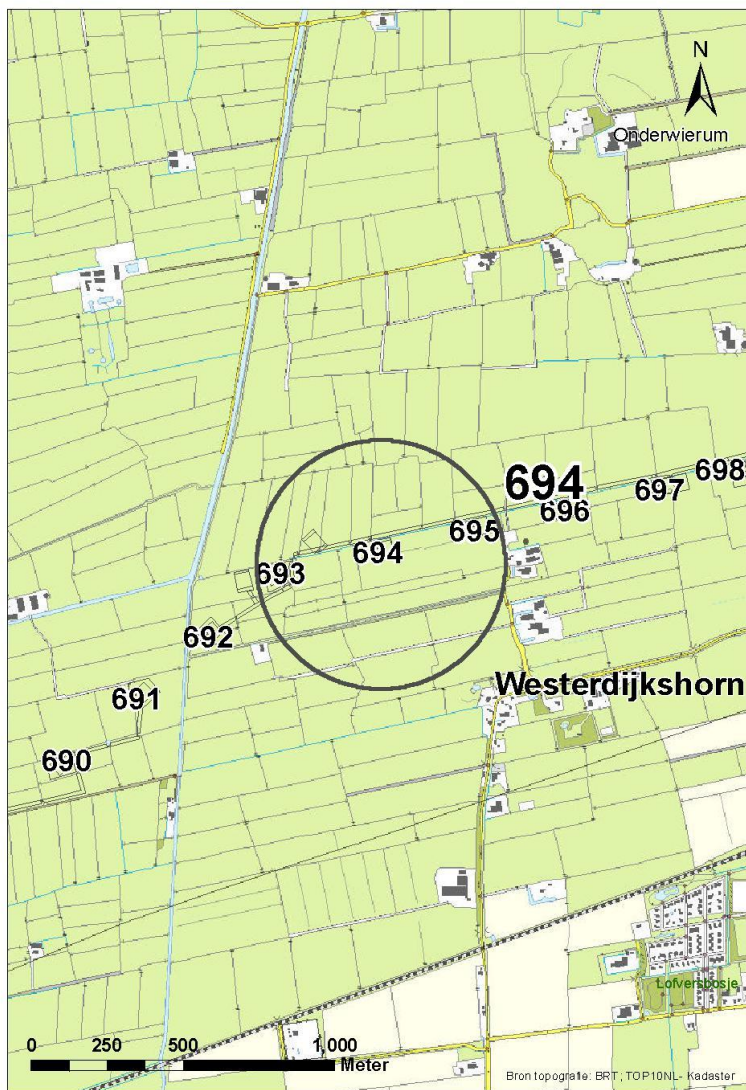 N
Onderwierum
698
697
694
696
695
694
693
692
691
690
Westerdijkshorn
Lofversbosje
0 250 500 1 000
Meter
Bron topografie: BRT; TOP10NL- Kadaster